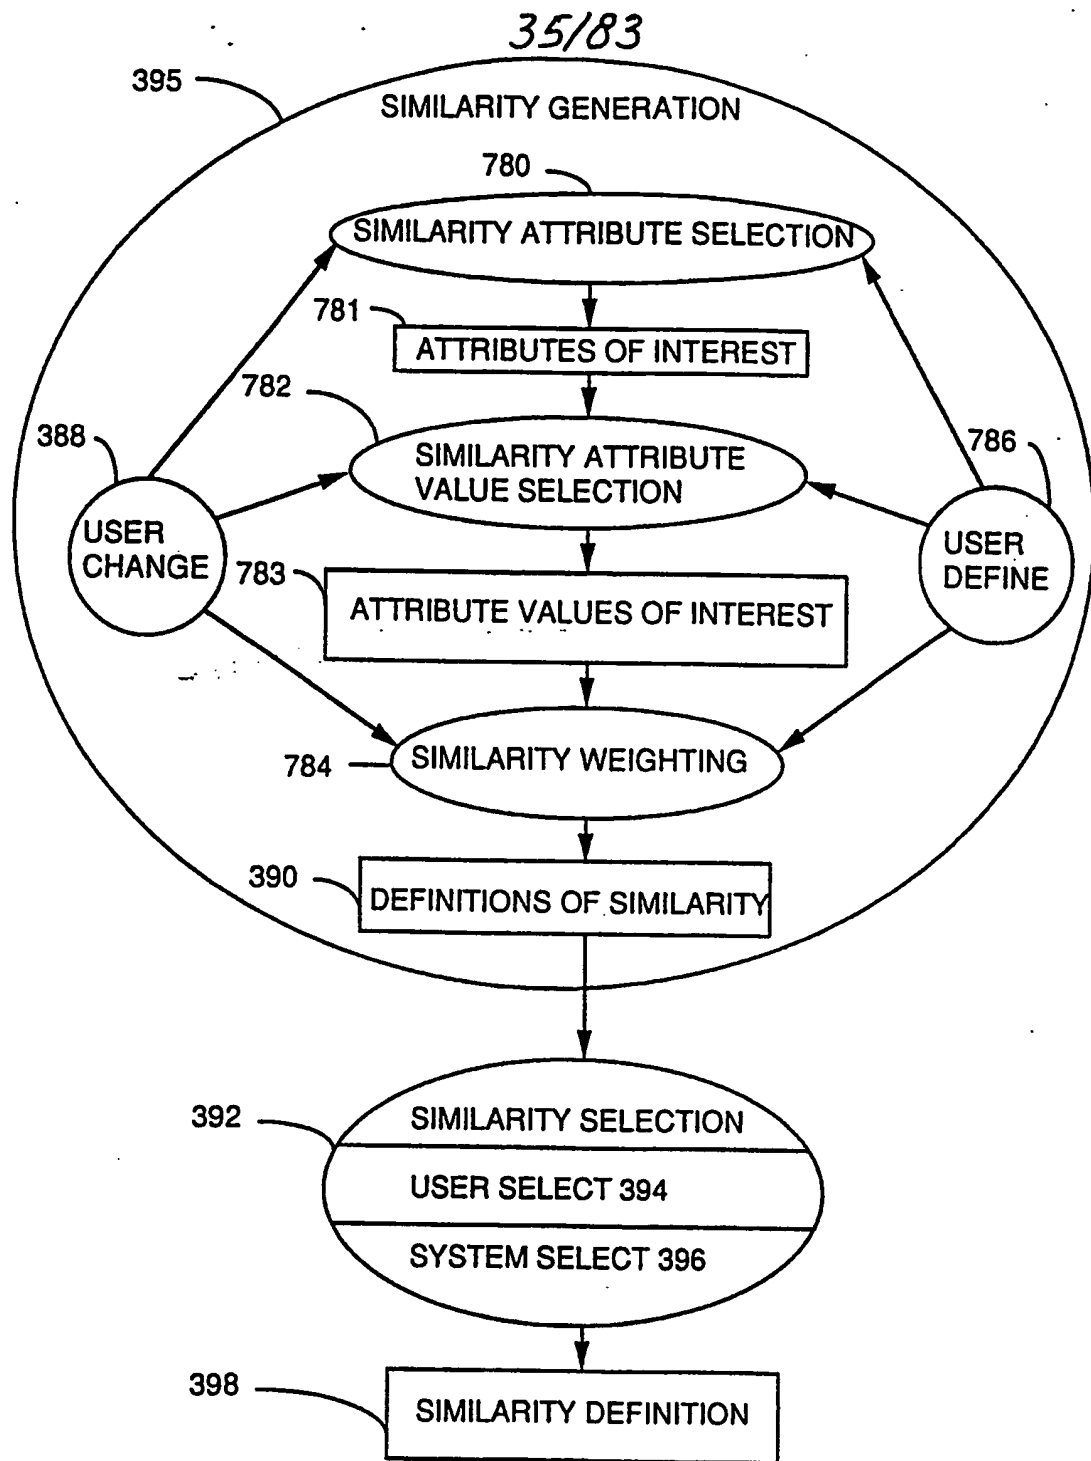 35/83
395
SIMILARITY GENERATION
780
SIMILARITY ATTRIBUTE SELECTION
781
ATTRIBUTES OF INTEREST
782
388
SIMILARITY ATTRIBUTE
VALUE SELECTION
786
USER
CHANGE
USER
DEFINE
783
ATTRIBUTE VALUES OF INTEREST
784
SIMILARITY WEIGHTING
390
DEFINITIONS OF SIMILARITY
392
SIMILARITY SELECTION
USER SELECT 394
SYSTEM SELECT 396
398
SIMILARITY DEFINITION